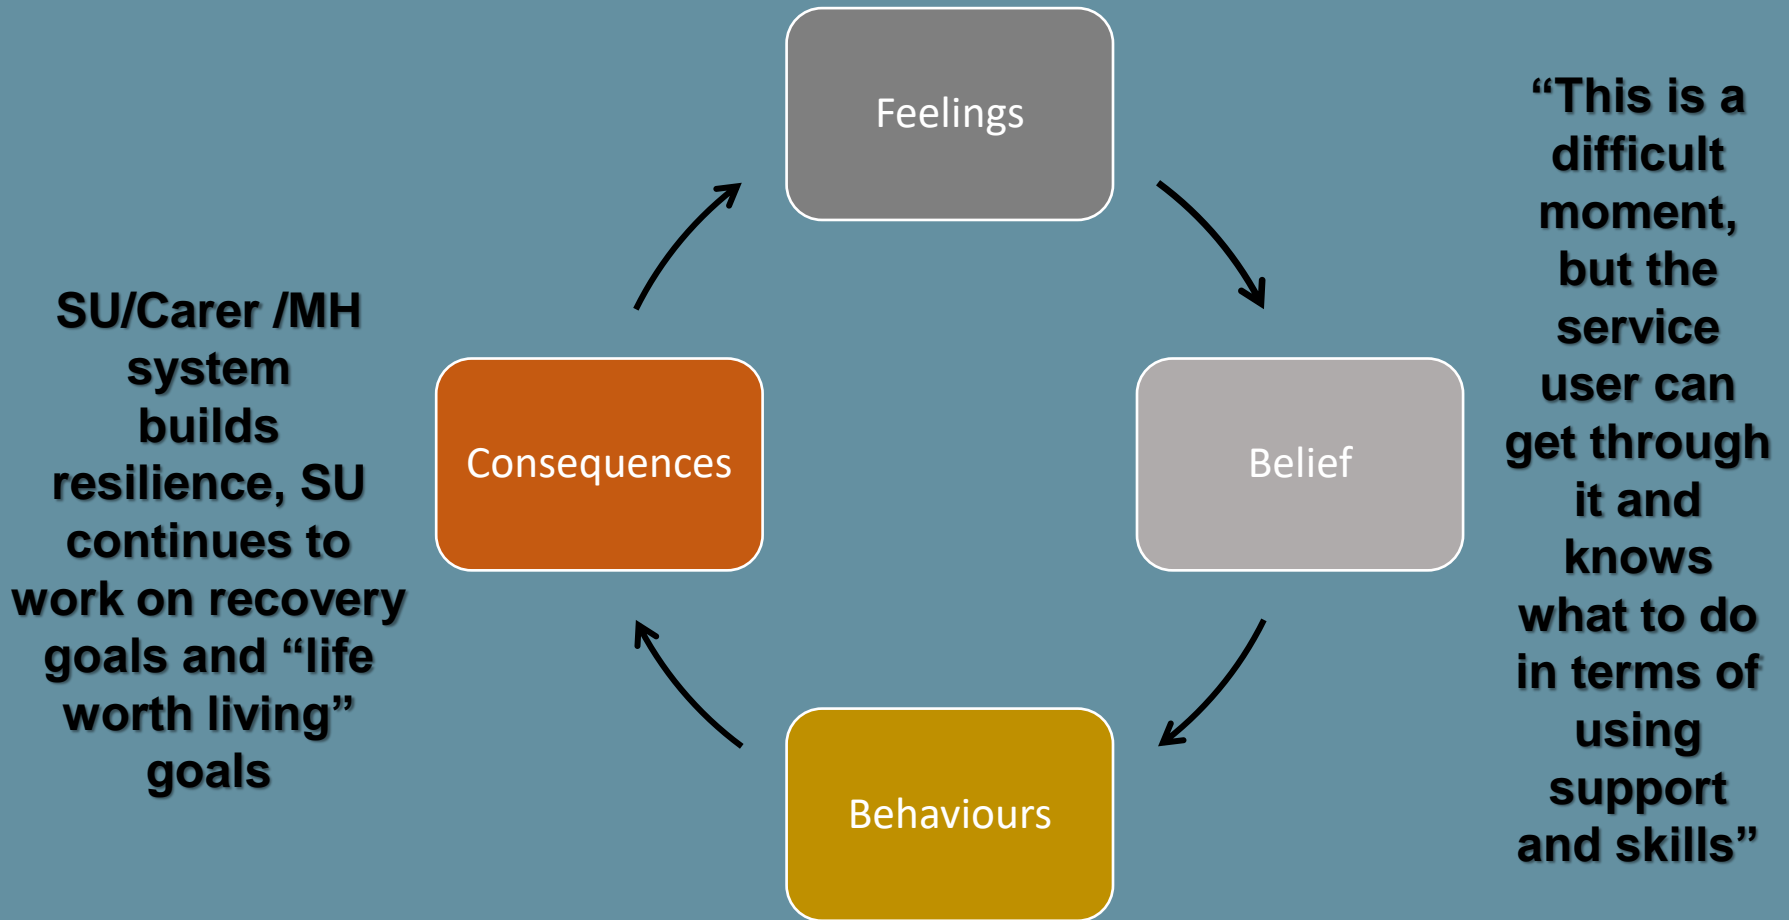 Feelings
“This is a
difficult
moment,
but the
service
user can
get through
it and
knows
what to do
in terms of
using
support
and skills”
SU/Carer /MH
system
builds
resilience, SU
continues to
work on recovery
goals and “life
worth living”
goals
Consequences
Belief
Behaviours